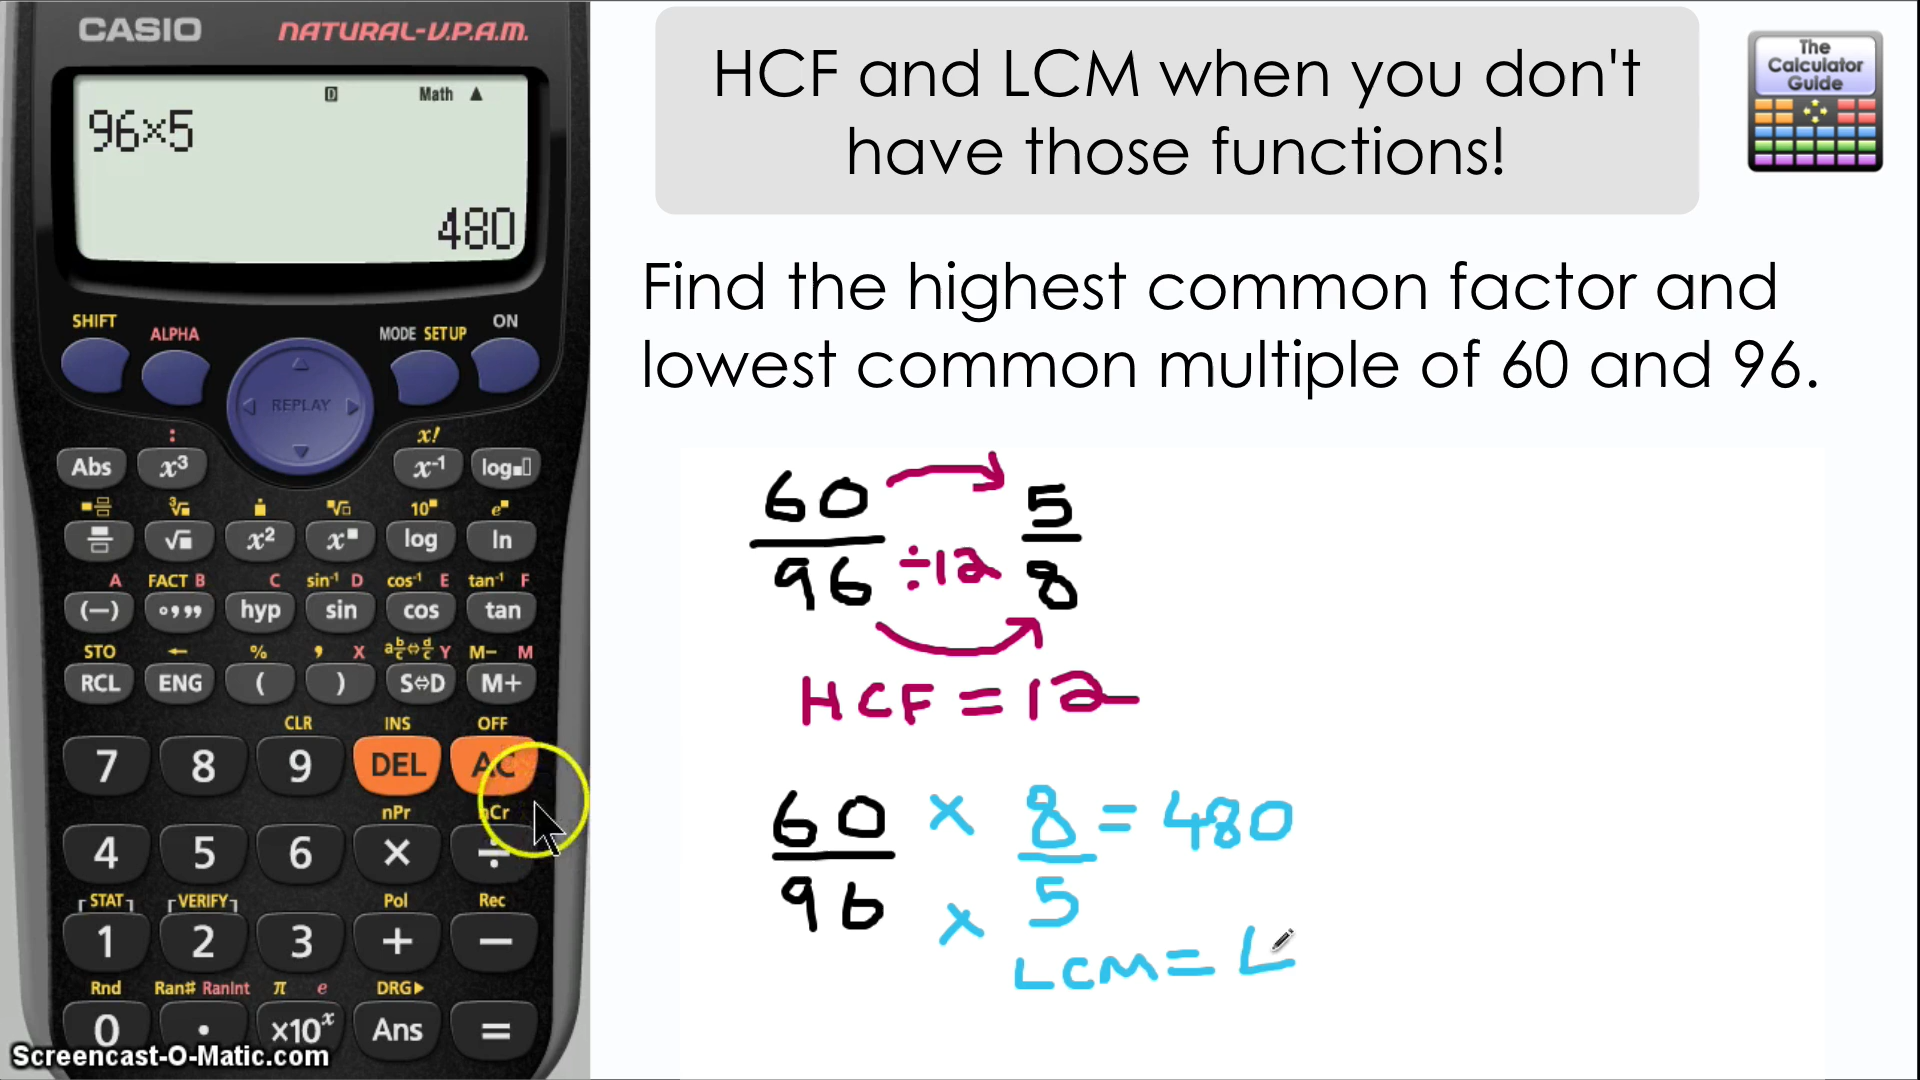 CASIO NATURAL-V.P.A.M.
D Math ▲
96×5
480
SHIFT ALPHA MODE SETUP ON
REPLAY
: x!
Abs x³ x⁻¹ log■□
■⊟ ³√■ 10■ e■
√■ x² x■ log ln
A FACT B C sin⁻¹ D cos⁻¹ E tan⁻¹ F
(−) ° ' " hyp sin cos tan
STO ← % , X a b/c⇔d/c Y M− M
RCL ENG ( ) S⇔D M+
CLR INS OFF
7 8 9 DEL AC
nPr nCr
4 5 6 × ÷
STAT VERIFY Pol Rec
1 2 3 + −
Rnd Ran# RanInt π e DRG▶
0 . ×10ˣ Ans =
Screencast-O-Matic.com
HCF and LCM when you don't
have those functions!
The
Calculator
Guide
Find the highest common factor and
lowest common multiple of 60 and 96.
60 5
÷12
96 8
HCF = 12
60 × 8 = 480
96 × 5
LCM = L